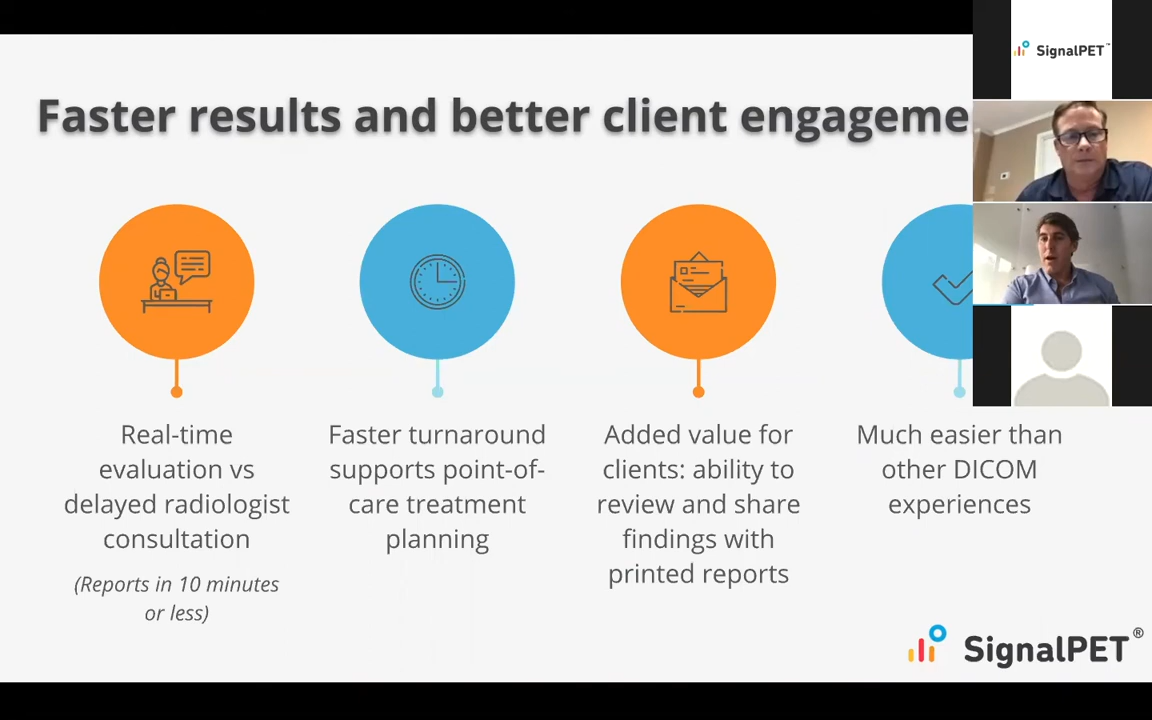 Faster results and better client engageme
SignalPET™
Real-time
evaluation vs
delayed radiologist
consultation
(Reports in 10 minutes
or less)
Faster turnaround
supports point-of-
care treatment
planning
Added value for
clients: ability to
review and share
findings with
printed reports
Much easier than
other DICOM
experiences
SignalPET®